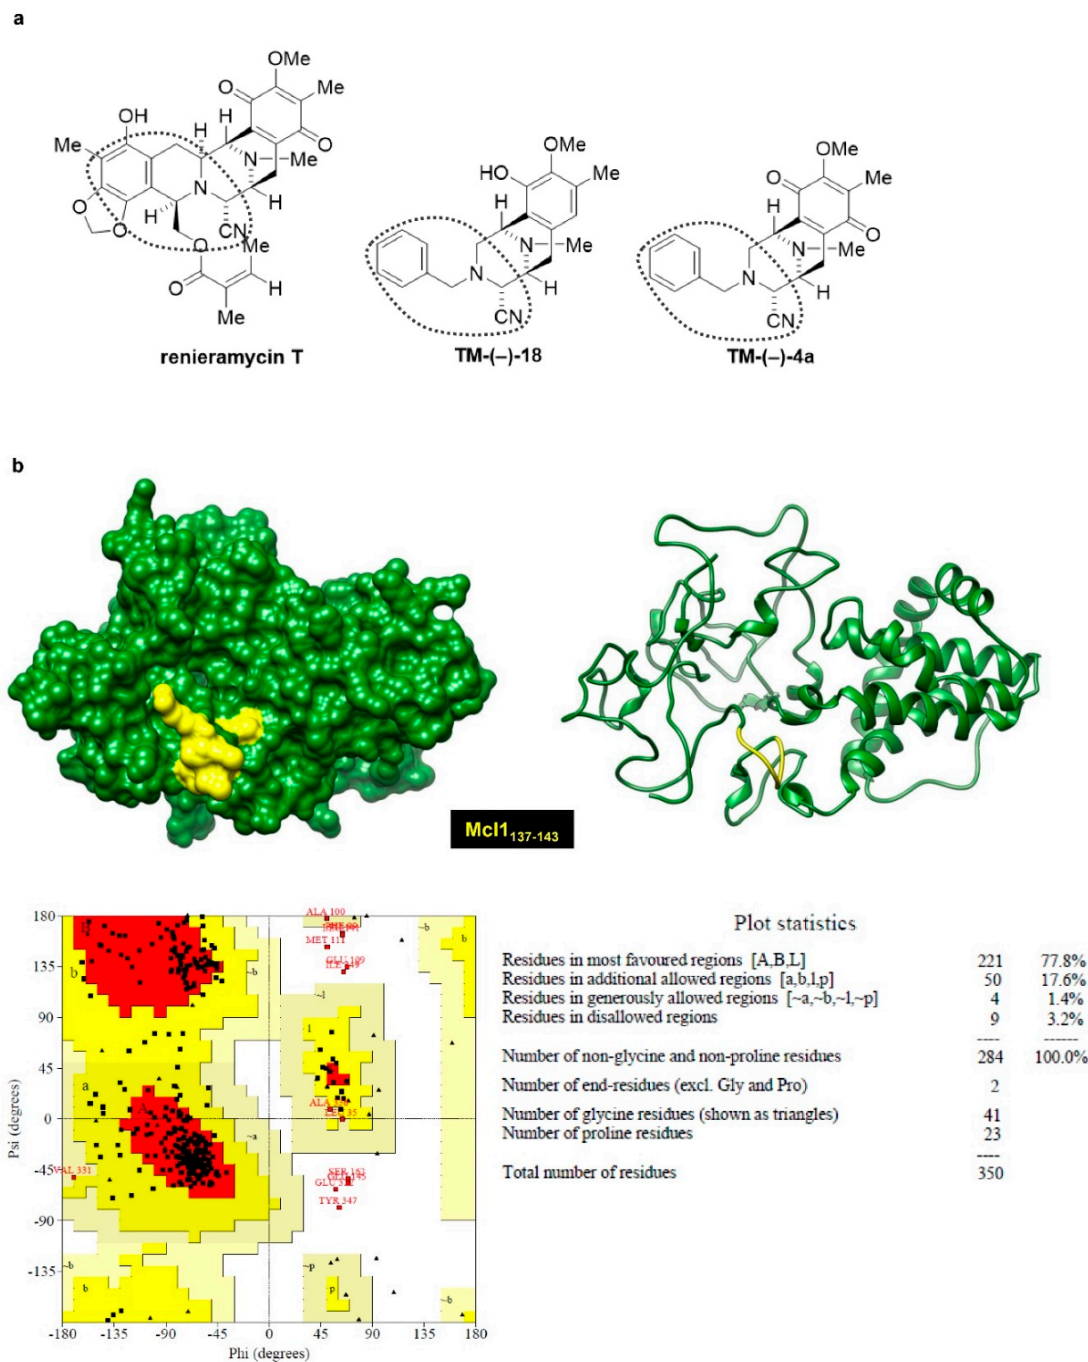 a
OMe
O
Me
OH
H
H
O
Me
N
Me
N
H
O
H
O
CN
O
Me
O
H
Me
renieramycin T
OMe
HO
Me
H
N
Me
N
H
CN
TM-(–)-18
OMe
O
Me
H
O
N
Me
N
H
CN
TM-(–)-4a
b
Mcl1137-143
Plot statistics
Residues in most favoured regions [A,B,L] 221 77.8%
Residues in additional allowed regions [a,b,l,p] 50 17.6%
Residues in generously allowed regions [~a,~b,~l,~p] 4 1.4%
Residues in disallowed regions 9 3.2%
---- ------
Number of non-glycine and non-proline residues 284 100.0%
Number of end-residues (excl. Gly and Pro) 2
Number of glycine residues (shown as triangles) 41
Number of proline residues 23
----
Total number of residues 350
Psi (degrees)
180
135
90
45
0
-45
-90
-135
ALA 100
MET 111
GLU 109
B
b
~b
~b
b
~l
l
a
A
~a
VAL 331
SER 162
TYR 347
~b
b
~p
p
~b
-180 -135 -90 -45 0 45 90 135 180
Phi (degrees)